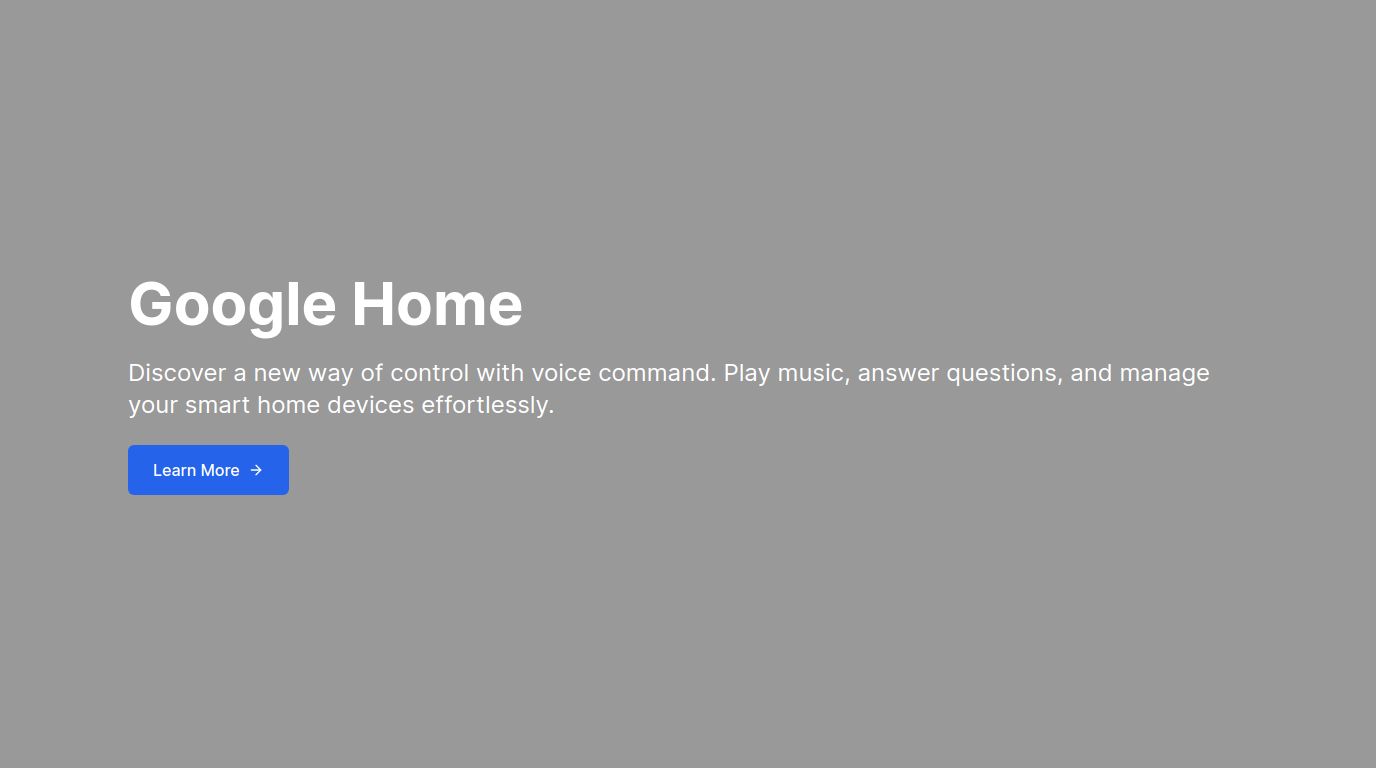 Google Home
Discover a new way of control with voice command. Play music, answer questions, and manage
your smart home devices effortlessly.
Learn More →